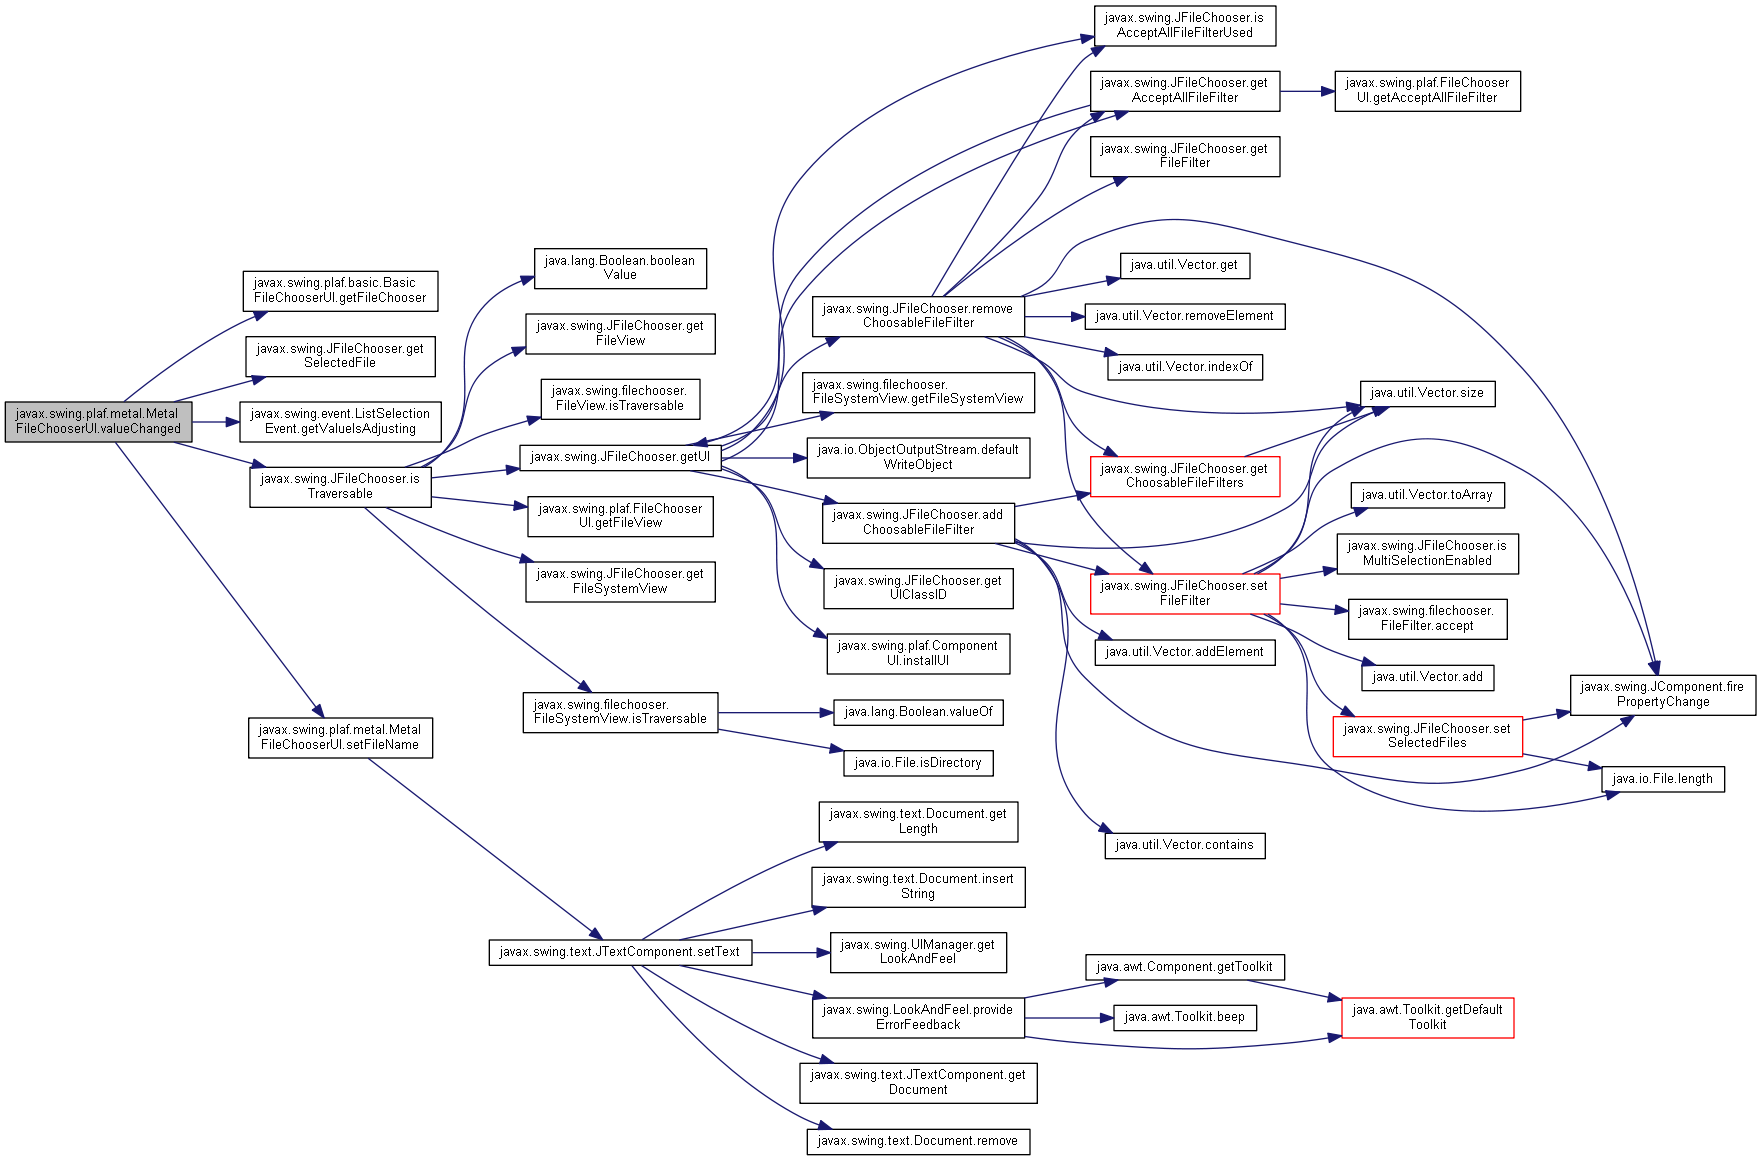 javax.swing.plaf.metal.Metal
FileChooserUI.valueChanged
javax.swing.plaf.basic.Basic
FileChooserUI.getFileChooser
javax.swing.JFileChooser.get
SelectedFile
javax.swing.event.ListSelection
Event.getValueIsAdjusting
javax.swing.JFileChooser.is
Traversable
javax.swing.plaf.metal.Metal
FileChooserUI.setFileName
java.lang.Boolean.boolean
Value
javax.swing.JFileChooser.get
FileView
javax.swing.filechooser.
FileView.isTraversable
javax.swing.JFileChooser.getUI
javax.swing.plaf.FileChooser
UI.getFileView
javax.swing.JFileChooser.get
FileSystemView
javax.swing.filechooser.
FileSystemView.isTraversable
javax.swing.text.JTextComponent.setText
javax.swing.JFileChooser.remove
ChoosableFileFilter
javax.swing.filechooser.
FileSystemView.getFileSystemView
java.io.ObjectOutputStream.default
WriteObject
javax.swing.JFileChooser.add
ChoosableFileFilter
javax.swing.JFileChooser.get
UIClassID
javax.swing.plaf.Component
UI.installUI
java.lang.Boolean.valueOf
java.io.File.isDirectory
javax.swing.text.Document.get
Length
javax.swing.text.Document.insert
String
javax.swing.UIManager.get
LookAndFeel
javax.swing.LookAndFeel.provide
ErrorFeedback
javax.swing.text.JTextComponent.get
Document
javax.swing.text.Document.remove
javax.swing.JFileChooser.is
AcceptAllFileFilterUsed
javax.swing.JFileChooser.get
AcceptAllFileFilter
javax.swing.JFileChooser.get
FileFilter
java.util.Vector.get
java.util.Vector.removeElement
java.util.Vector.indexOf
javax.swing.JFileChooser.get
ChoosableFileFilters
javax.swing.JFileChooser.set
FileFilter
java.util.Vector.addElement
java.util.Vector.contains
java.awt.Component.getToolkit
java.awt.Toolkit.beep
javax.swing.plaf.FileChooser
UI.getAcceptAllFileFilter
java.util.Vector.size
java.util.Vector.toArray
javax.swing.JFileChooser.is
MultiSelectionEnabled
javax.swing.filechooser.
FileFilter.accept
java.util.Vector.add
javax.swing.JFileChooser.set
SelectedFiles
java.awt.Toolkit.getDefault
Toolkit
javax.swing.JComponent.fire
PropertyChange
java.io.File.length